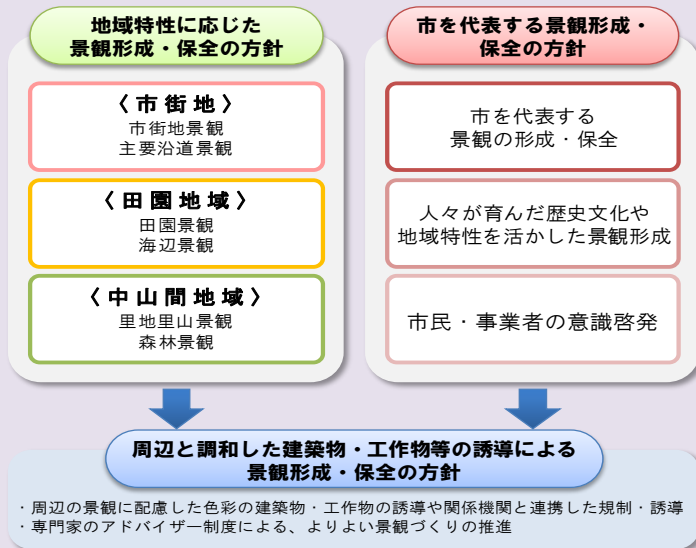 地域特性に応じた
景観形成・保全の方針
〈 市 街 地 〉
市街地景観
主要沿道景観
〈 田 園 地 域 〉
田園景観
海辺景観
〈 中 山 間 地 域 〉
里地里山景観
森林景観
市を代表する景観形成・
保全の方針
市を代表する
景観の形成・保全
人々が育んだ歴史文化や
地域特性を活かした景観形成
市民・事業者の意識啓発
周辺と調和した建築物・工作物等の誘導による
景観形成・保全の方針
・周辺の景観に配慮した色彩の建築物・工作物の誘導や関係機関と連携した規制・誘導
・専門家のアドバイザー制度による、よりよい景観づくりの推進